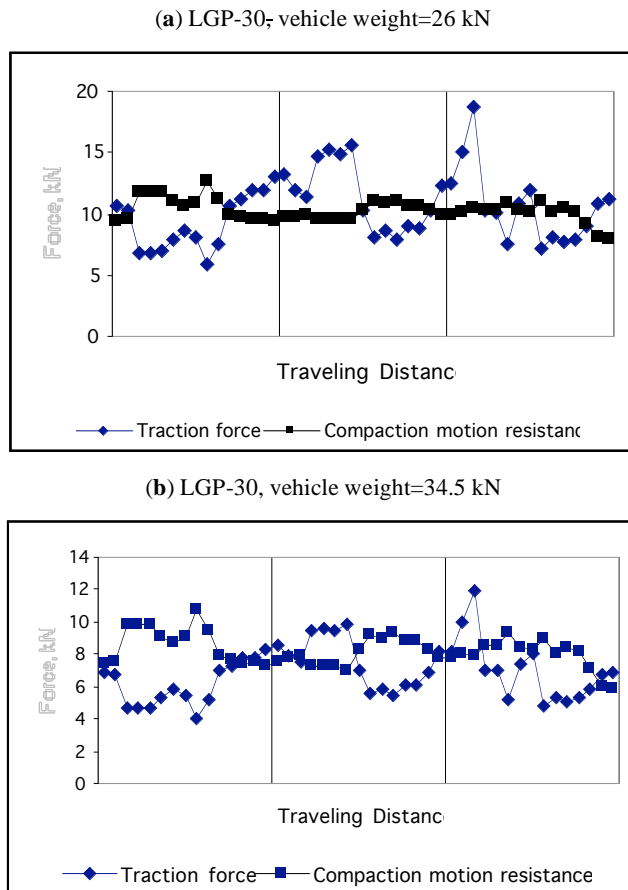 (a) LGP-30, vehicle weight=26 kN
20
15
10
5
0
Force, kN
Traveling Distanc
Traction force Compaction motion resistanc
(b) LGP-30, vehicle weight=34.5 kN
14
12
10
8
6
4
2
0
Force, kN
Traveling Distanc
Traction force Compaction motion resistance